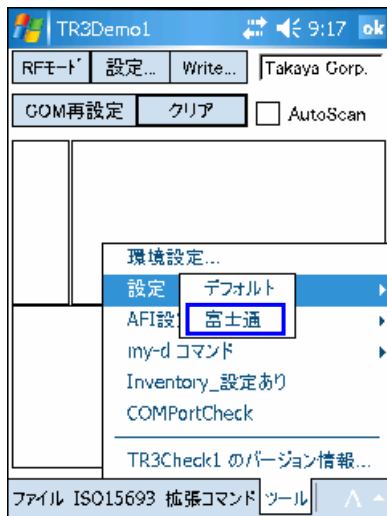 TR3Demo1 9:17 ok
RFモード 設定... Write... Takaya Corp.
COM再設定 クリア AutoScan
環境設定...
設定 デフォルト
AFI設 富士通
my-d コマンド
Inventory_設定あり
COMPortCheck
TR3Check1 のバージョン情報...
ファイル ISO15693 拡張コマンド ツール